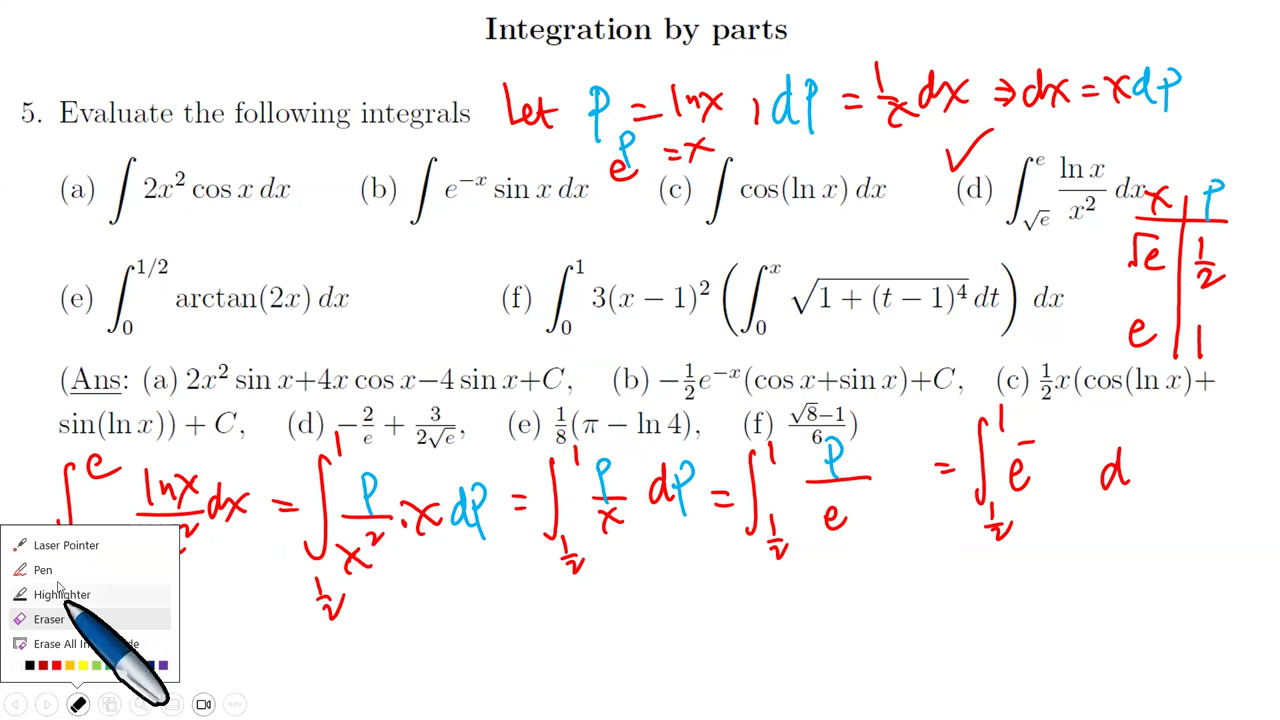 Integration by parts
Let p = ln x , dp = 1/x dx ⇒ dx = x dp
5. Evaluate the following integrals
e^p = x ✓
(a) ∫ 2x² cos x dx (b) ∫ e^{−x} sin x dx (c) ∫ cos(ln x) dx (d) ∫_{√e}^{e} ln x / x² dx
x | p
√e | 1/2
e | 1
(e) ∫_0^{1/2} arctan(2x) dx (f) ∫_0^1 3(x − 1)² ( ∫_0^x √(1 + (t − 1)⁴) dt ) dx
(Ans: (a) 2x² sin x+4x cos x−4 sin x+C, (b) −½e^{−x}(cos x+sin x)+C, (c) ½x(cos(ln x)+
sin(ln x)) + C, (d) −2/e + 3/(2√e), (e) ⅛(π − ln 4), (f) (√8−1)/6)
∫^e ln x / ² dx = ∫_{1/2}^1 p/x² · x dp = ∫_{1/2}^1 p/x dp = ∫_{1/2}^1 p/e = ∫_{1/2}^1 e^- d
Laser Pointer
Pen
Highlighter
Eraser
Erase All In